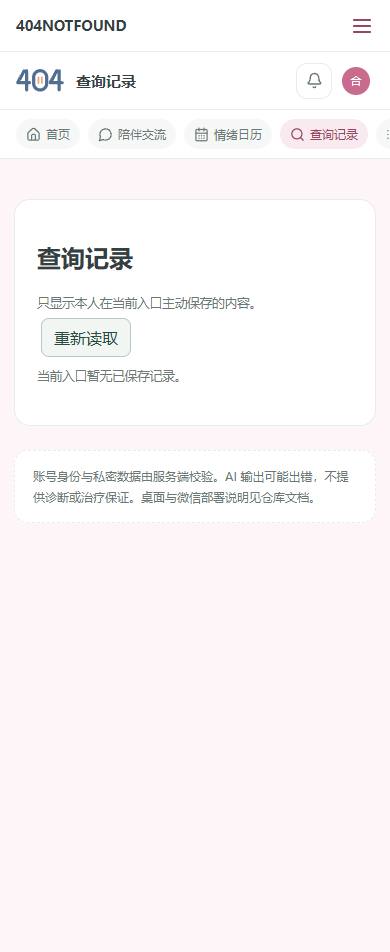 404NOTFOUND
404 查询记录 合
首页 陪伴交流 情绪日历 查询记录
查询记录
只显示本人在当前入口主动保存的内容。
重新读取
当前入口暂无已保存记录。
账号身份与私密数据由服务端校验。AI 输出可能出错，不提
供诊断或治疗保证。桌面与微信部署说明见仓库文档。